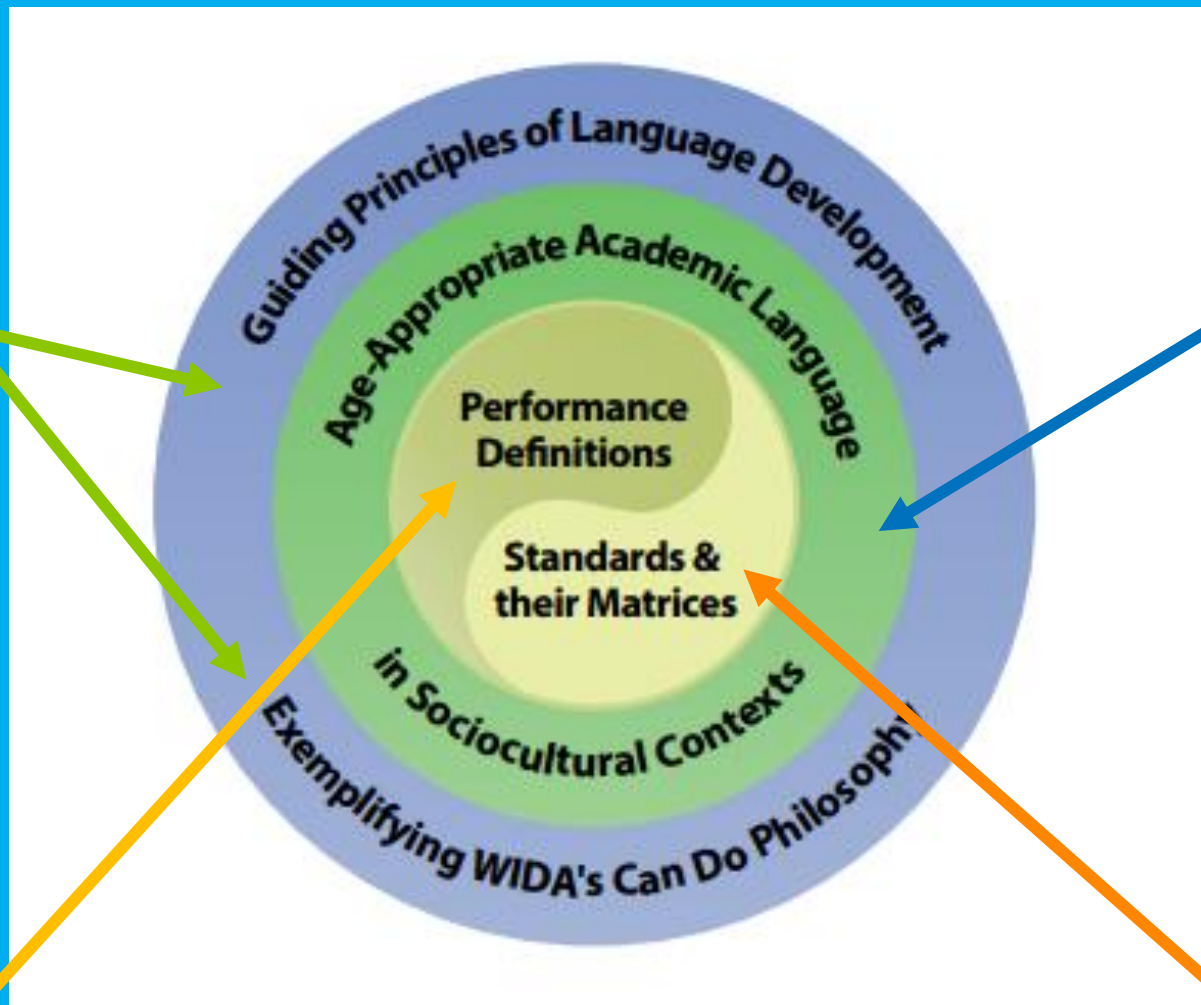 Guiding Principles of Language Development
Age-Appropriate Academic Language
Performance
Definitions
Standards &
their Matrices
in Sociocultural Contexts
Exemplifying WIDA's Can Do Philosophy